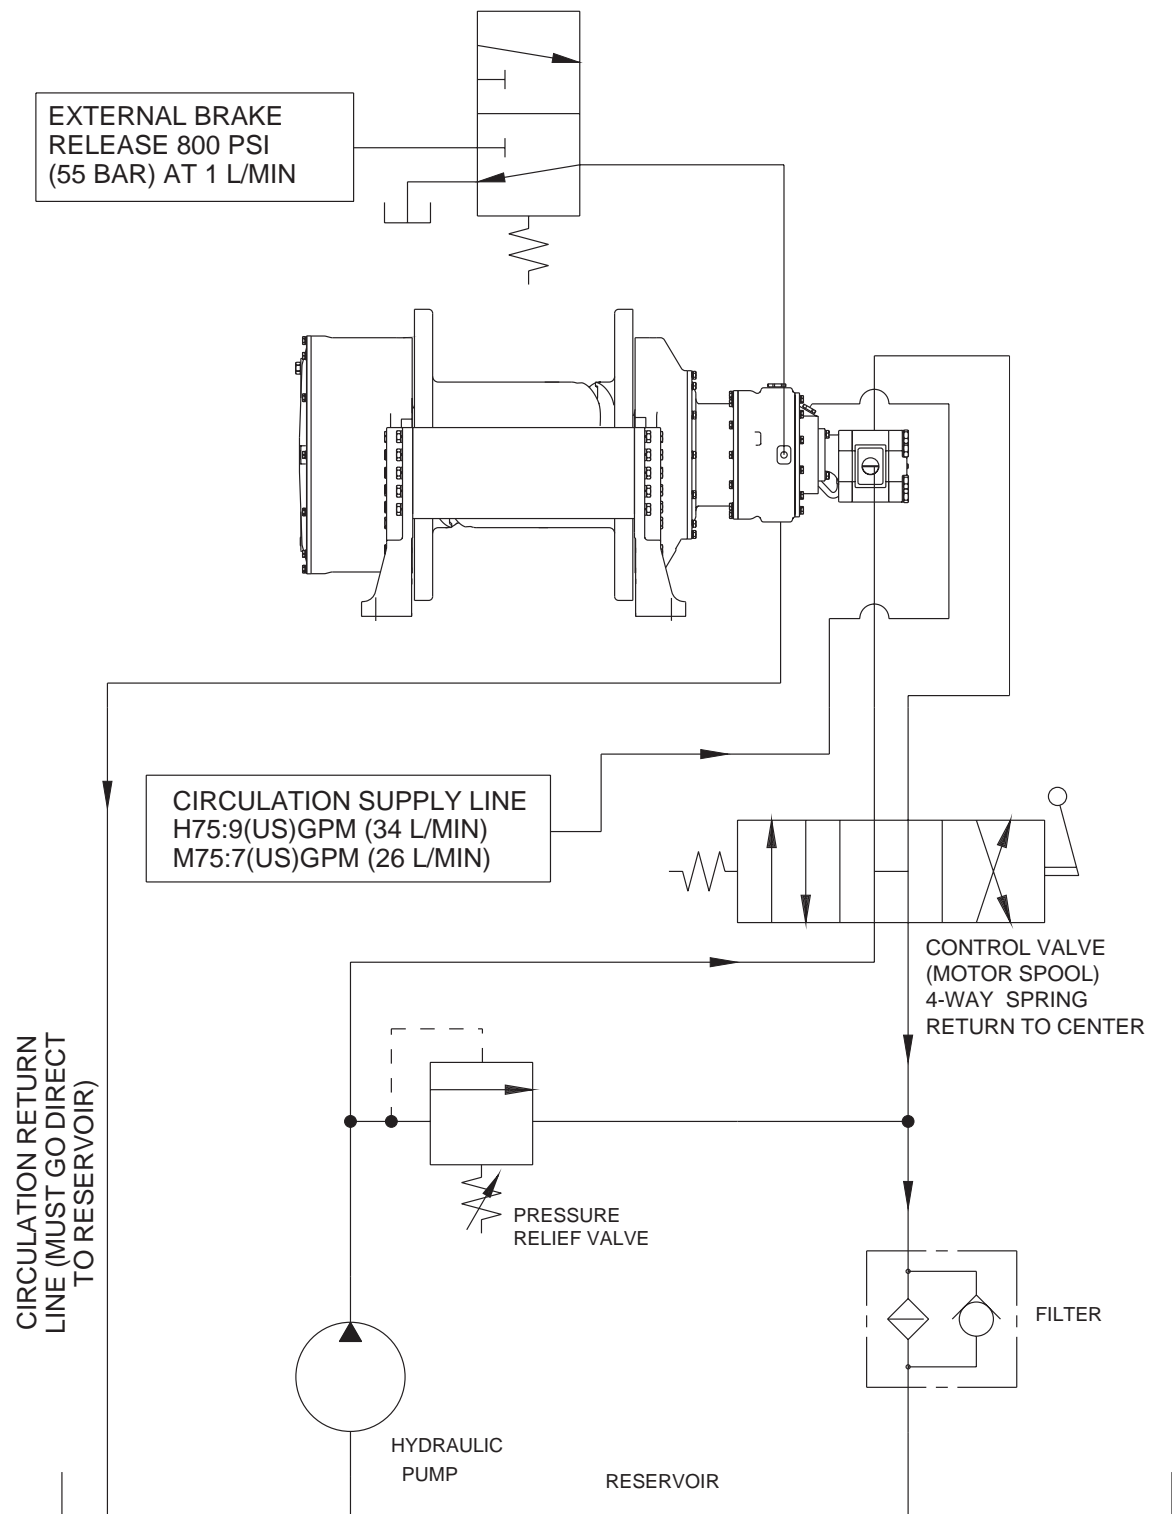 EXTERNAL BRAKE
RELEASE 800 PSI
(55 BAR) AT 1 L/MIN
CIRCULATION SUPPLY LINE
H75:9(US)GPM (34 L/MIN)
M75:7(US)GPM (26 L/MIN)
CONTROL VALVE
(MOTOR SPOOL)
4-WAY SPRING
RETURN TO CENTER
CIRCULATION RETURN
LINE (MUST GO DIRECT
TO RESERVOIR)
PRESSURE
RELIEF VALVE
FILTER
HYDRAULIC
PUMP
RESERVOIR